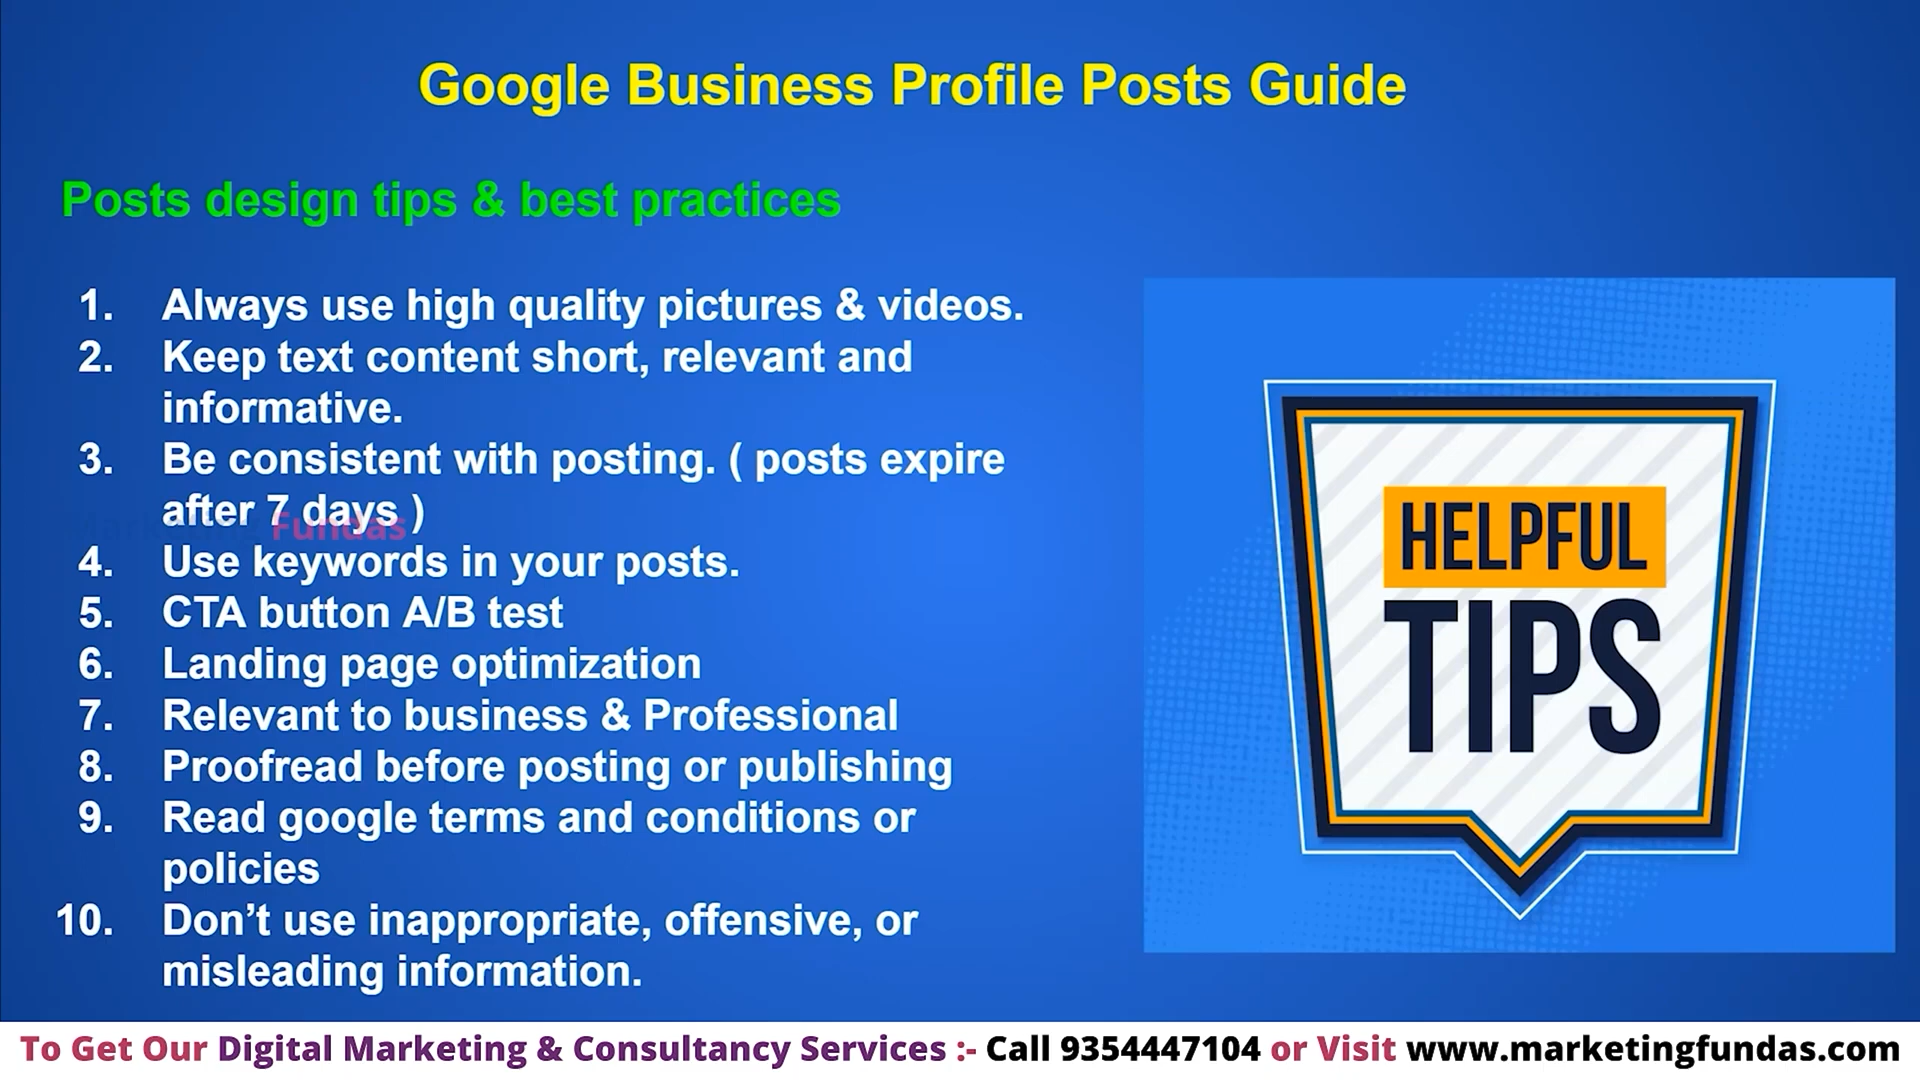 Google Business Profile Posts Guide
Posts design tips & best practices
1. Always use high quality pictures & videos.
2. Keep text content short, relevant and
informative.
3. Be consistent with posting. ( posts expire
after 7 days )
Marketing Fundas
4. Use keywords in your posts.
5. CTA button A/B test
6. Landing page optimization
7. Relevant to business & Professional
8. Proofread before posting or publishing
9. Read google terms and conditions or
policies
10. Don’t use inappropriate, offensive, or
misleading information.
HELPFUL
TIPS
To Get Our Digital Marketing & Consultancy Services :- Call 9354447104 or Visit www.marketingfundas.com